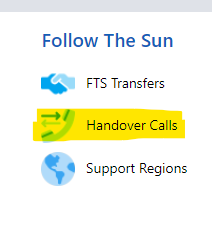 Follow The Sun
FTS Transfers
Handover Calls
Support Regions